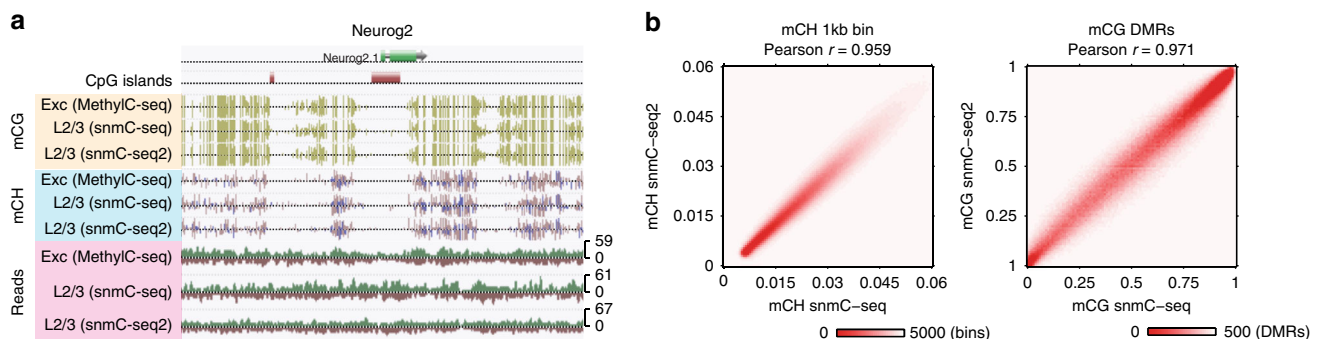 a
Neurog2
Neurog2.1
CpG islands
mCG
Exc (MethylC-seq)
L2/3 (snmC-seq)
L2/3 (snmC-seq2)
mCH
Exc (MethylC-seq)
L2/3 (snmC-seq)
L2/3 (snmC-seq2)
Reads
Exc (MethylC-seq)
59
0
L2/3 (snmC-seq)
61
0
L2/3 (snmC-seq2)
67
0
b
mCH 1kb bin
Pearson r = 0.959
mCH snmC–seq2
0.06
0.045
0.03
0.015
0
0 0.015 0.03 0.045 0.06
mCH snmC–seq
0 5000 (bins)
mCG DMRs
Pearson r = 0.971
mCG snmC–seq2
1
0.75
0.5
0.25
1
0 0.25 0.5 0.75 1
mCG snmC–seq
0 500 (DMRs)